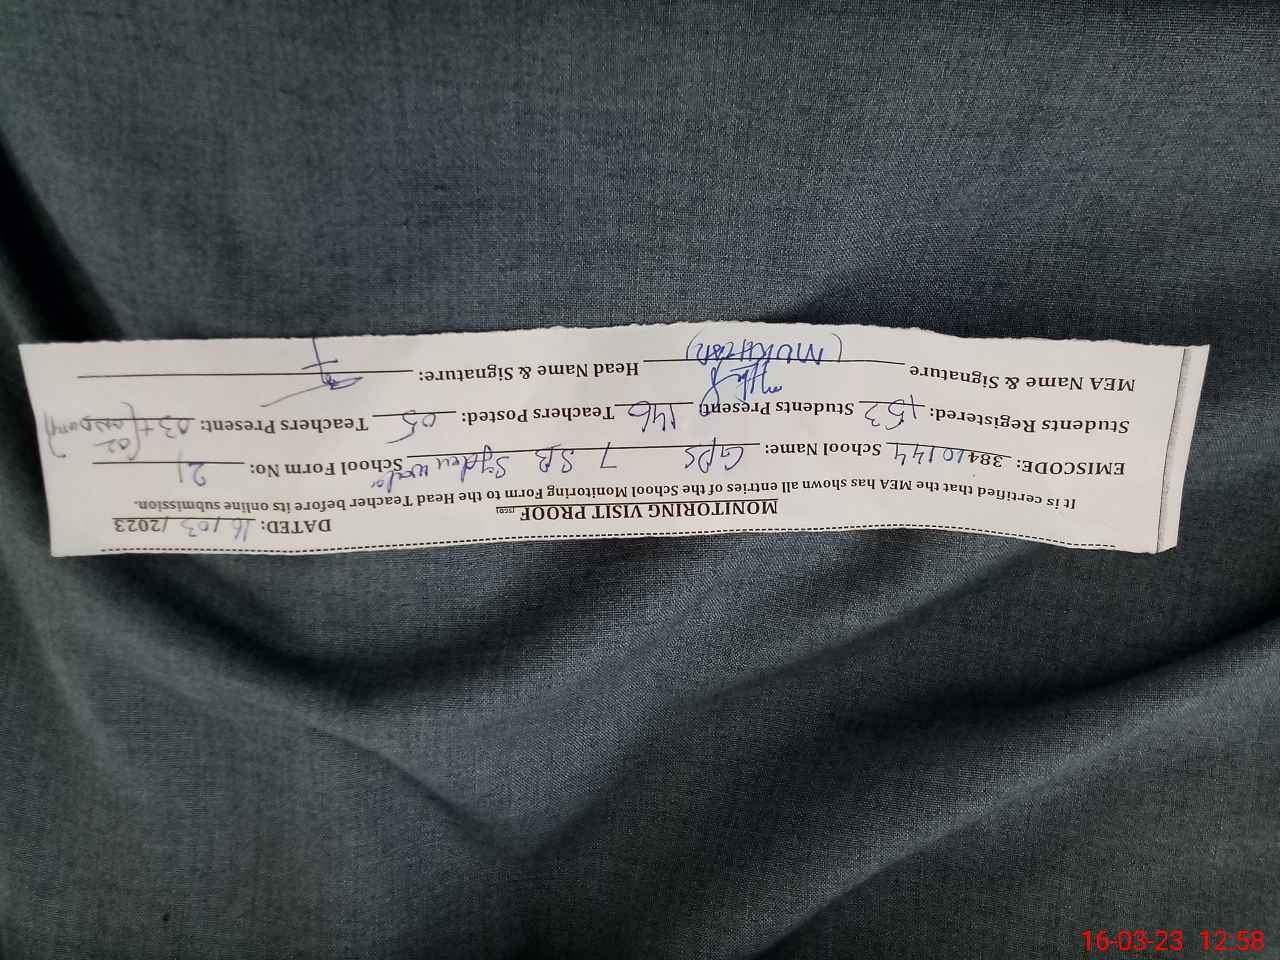 DATED: 16/03/2023
MONITORING VISIT PROOF
It is certified that the MEA has shown all entries of the School Monitoring Form to the Head Teacher before its online submission.
EMISCODE: 38410144 School Name: GPS 7 SB School Form No: 21
Students Registered: 153 Students Present: 146 Teachers Posted: 05 Teachers Present: 03 + (02
MEA Name & Signature Head Name & Signature:
16-03-23 12:58